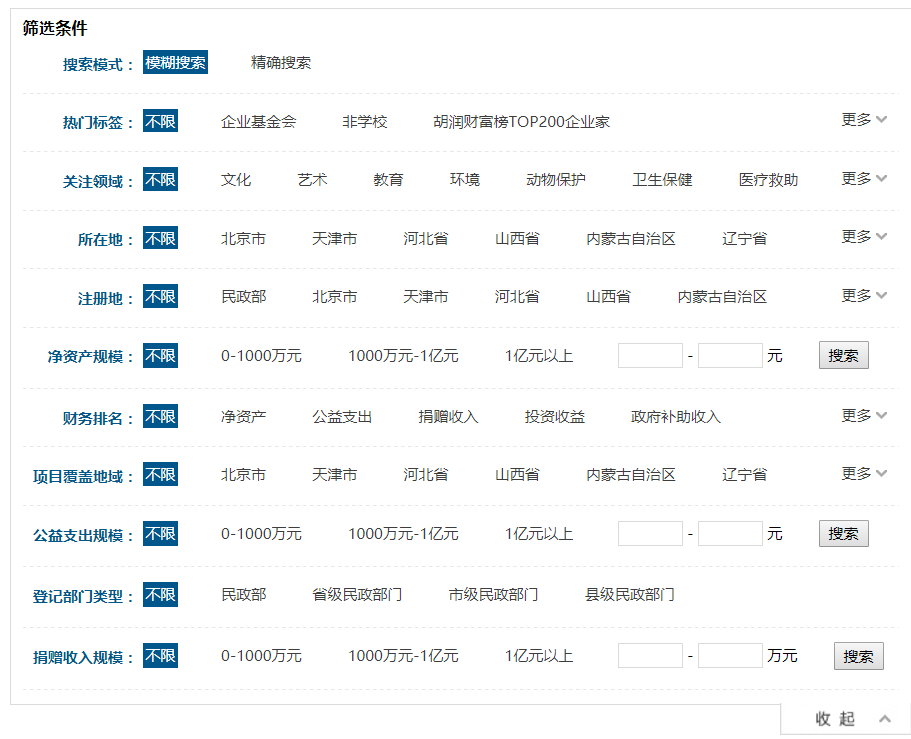 筛选条件
搜索模式： 模糊搜索 精确搜索
热门标签： 不限 企业基金会 非学校 胡润财富榜TOP200企业家 更多
关注领域： 不限 文化 艺术 教育 环境 动物保护 卫生保健 医疗救助 更多
所在地： 不限 北京市 天津市 河北省 山西省 内蒙古自治区 辽宁省 更多
注册地： 不限 民政部 北京市 天津市 河北省 山西省 内蒙古自治区 更多
净资产规模： 不限 0-1000万元 1000万元-1亿元 1亿元以上 - 元 搜索
财务排名： 不限 净资产 公益支出 捐赠收入 投资收益 政府补助收入 更多
项目覆盖地域： 不限 北京市 天津市 河北省 山西省 内蒙古自治区 辽宁省 更多
公益支出规模： 不限 0-1000万元 1000万元-1亿元 1亿元以上 - 元 搜索
登记部门类型： 不限 民政部 省级民政部门 市级民政部门 县级民政部门
捐赠收入规模： 不限 0-1000万元 1000万元-1亿元 1亿元以上 - 万元 搜索
收 起